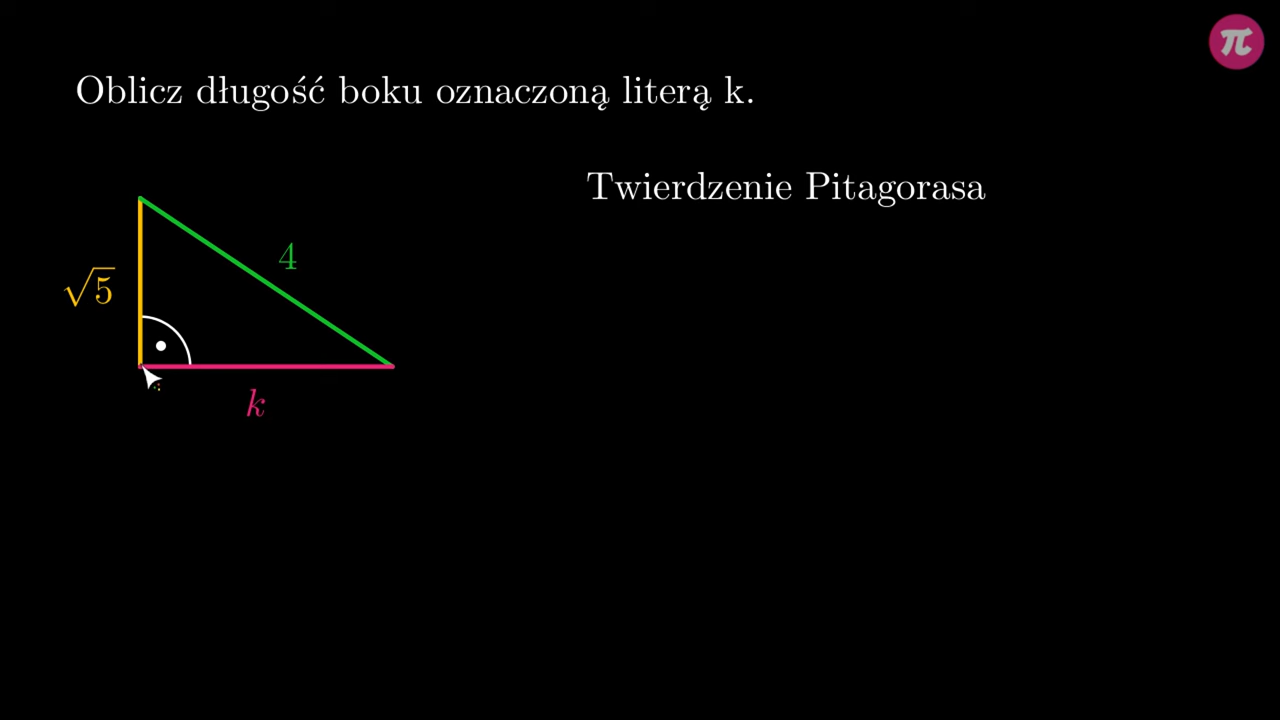 π
Oblicz długość boku oznaczoną literą k.
Twierdzenie Pitagorasa
4
√5
k